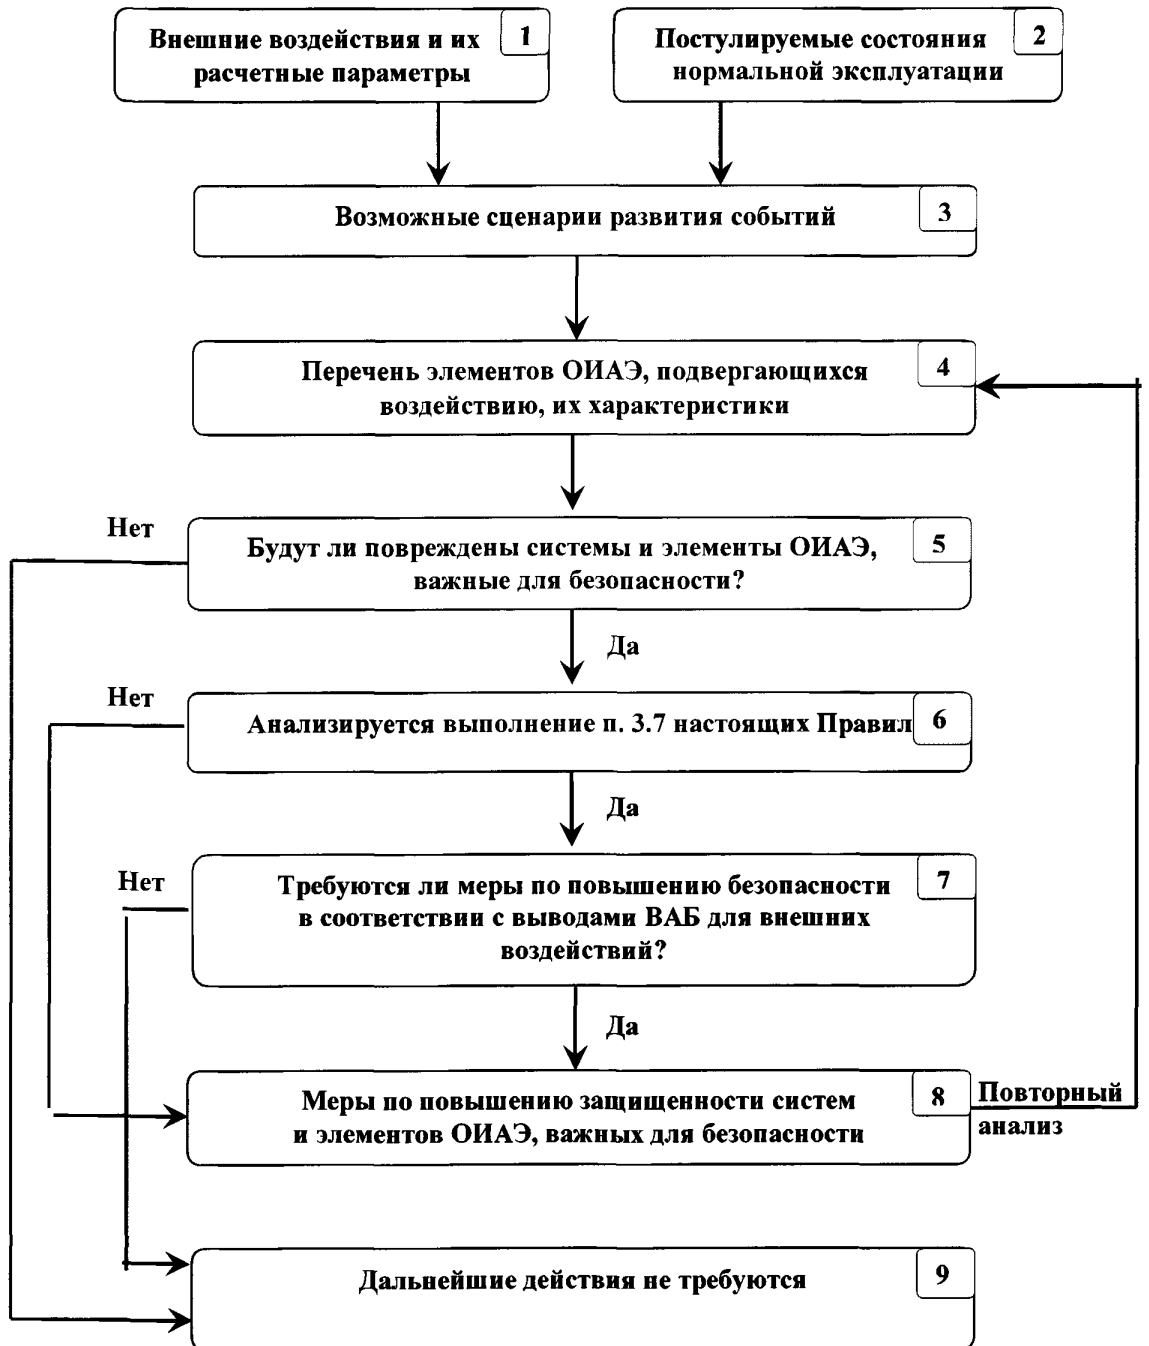 Внешние воздействия и их
расчетные параметры
1
Постулируемые состояния
нормальной эксплуатации
2
Возможные сценарии развития событий
3
Перечень элементов ОИАЭ, подвергающихся
воздействию, их характеристики
4
Нет
Будут ли повреждены системы и элементы ОИАЭ,
важные для безопасности?
5
Да
Нет
Анализируется выполнение п. 3.7 настоящих Правил
6
Да
Нет
Требуются ли меры по повышению безопасности
в соответствии с выводами ВАБ для внешних
воздействий?
7
Да
Меры по повышению защищенности систем
и элементов ОИАЭ, важных для безопасности
8
Повторный
анализ
Дальнейшие действия не требуются
9